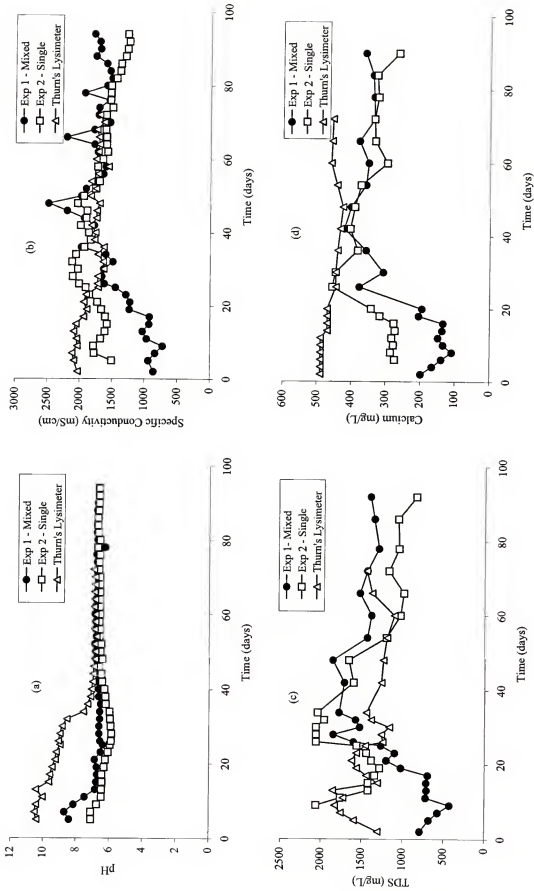 (a)
Exp 1 - Mixed
Exp 2 - Single
Thurn's Lysimeter
pH
12
10
8
6
4
2
0
0
20
40
60
80
100
Time (days)
(b)
Exp 1 - Mixed
Exp 2 - Single
Thurn's Lysimeter
Specific Conductivity (mS/cm)
3000
2500
2000
1500
1000
500
0
0
20
40
60
80
100
Time (days)
(c)
Exp 1 - Mixed
Exp 2 - Single
Thurn's Lysimeter
TDS (mg/L)
2500
2000
1500
1000
500
0
0
20
40
60
80
100
Time (days)
(d)
Exp 1 - Mixed
Exp 2 - Single
Thurn's Lysimeter
Calcium (mg/L)
600
500
400
300
200
100
0
0
20
40
60
80
100
Time (days)